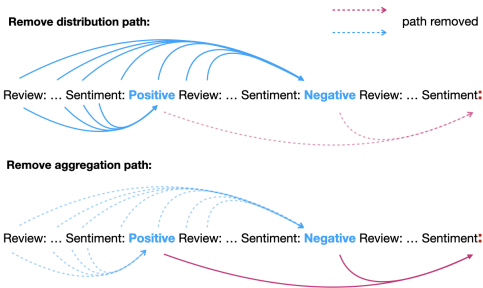 Remove distribution path:
path removed
Review: ... Sentiment: Positive Review: ... Sentiment: Negative Review: ... Sentiment:
Remove aggregation path:
Review: ... Sentiment: Positive Review: ... Sentiment: Negative Review: ... Sentiment: